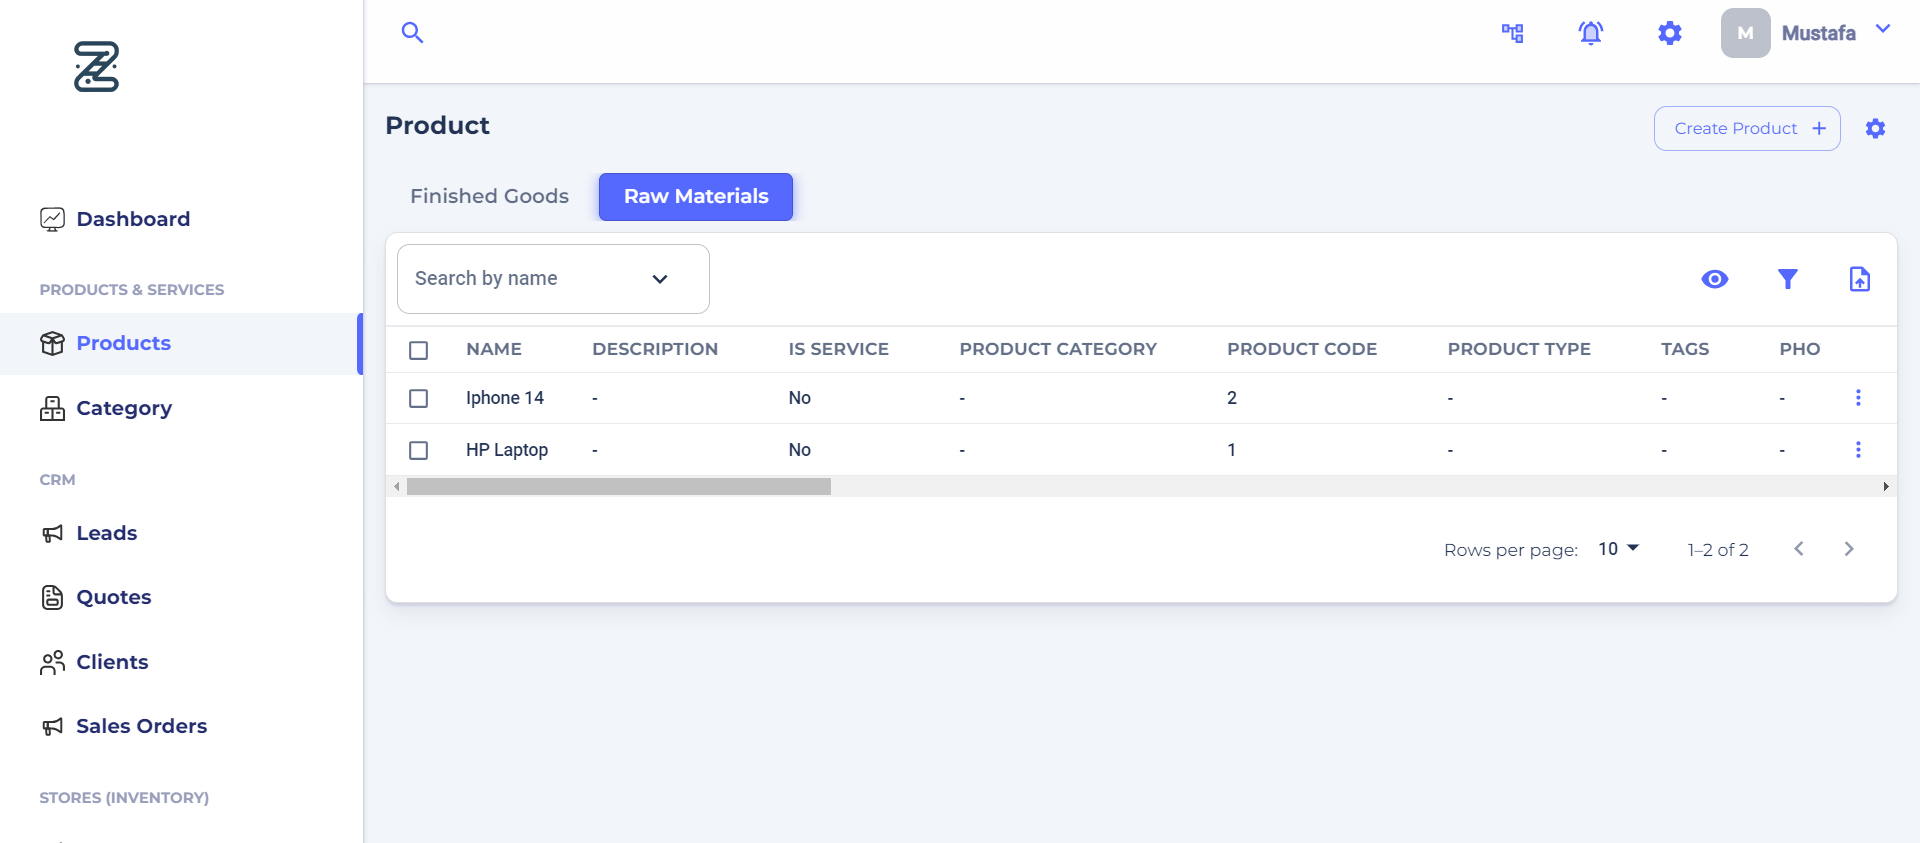 M Mustafa
Dashboard
PRODUCTS & SERVICES
Products
Category
CRM
Leads
Quotes
Clients
Sales Orders
STORES (INVENTORY)
Product
Create Product +
Finished Goods Raw Materials
Search by name
NAME DESCRIPTION IS SERVICE PRODUCT CATEGORY PRODUCT CODE PRODUCT TYPE TAGS PHO
Iphone 14 - No - 2 - - -
HP Laptop - No - 1 - - -
Rows per page: 10 1–2 of 2